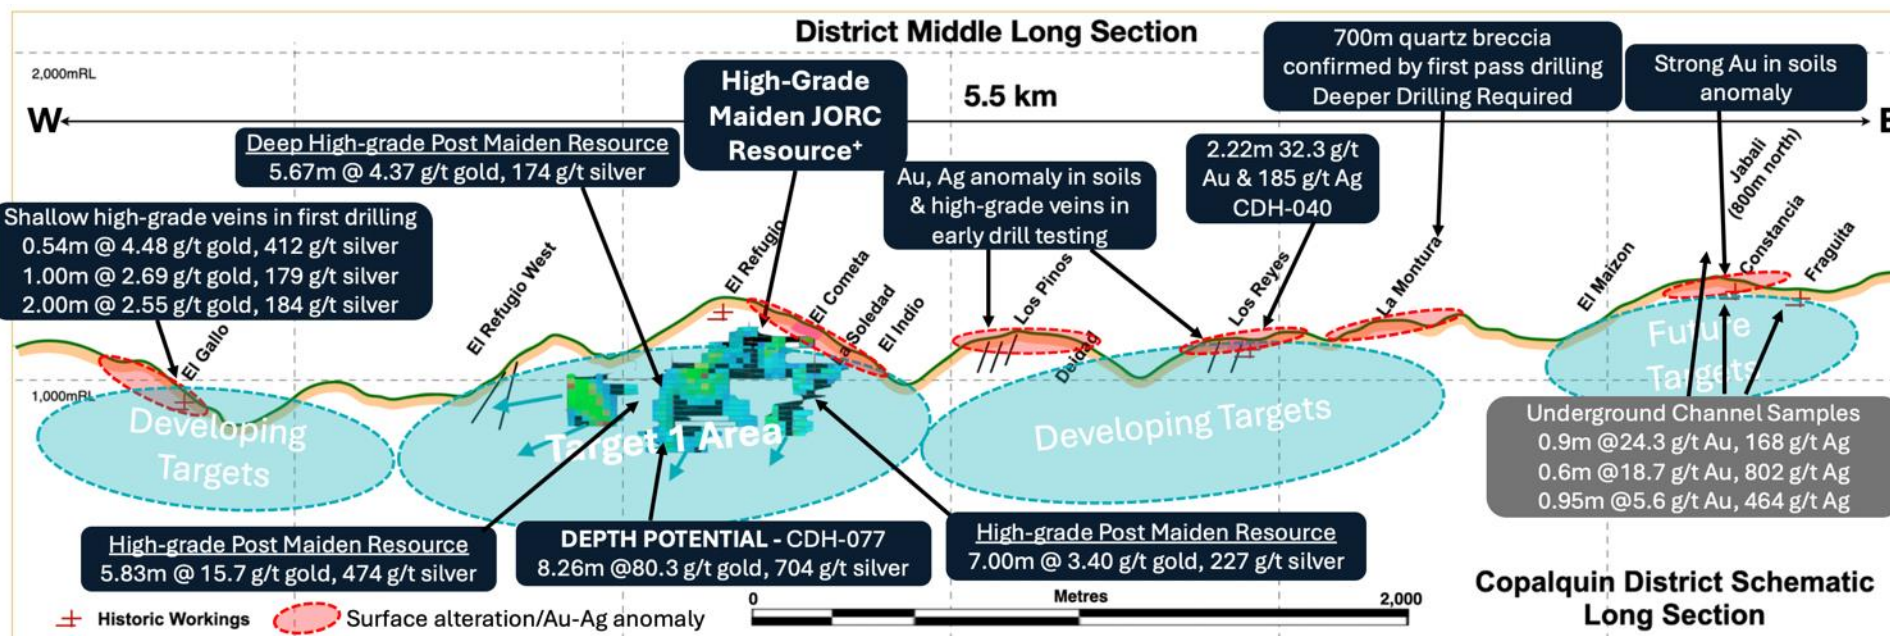 District Middle Long Section
2,000mRL
W
5.5 km
E
High-Grade
Maiden JORC
Resource+
700m quartz breccia
confirmed by first pass drilling
Deeper Drilling Required
Strong Au in soils
anomaly
Deep High-grade Post Maiden Resource
5.67m @ 4.37 g/t gold, 174 g/t silver
Au, Ag anomaly in soils
& high-grade veins in
early drill testing
2.22m 32.3 g/t
Au & 185 g/t Ag
CDH-040
Shallow high-grade veins in first drilling
0.54m @ 4.48 g/t gold, 412 g/t silver
1.00m @ 2.69 g/t gold, 179 g/t silver
2.00m @ 2.55 g/t gold, 184 g/t silver
El Gallo
El Refugio West
El Refugio
El Cometa
La Soledad
El Indio
Los Pinos
Deidad
Los Reyes
La Montura
El Maizon
Jabali
(800m north)
Constancia
Fraguita
1,000mRL
Developing
Targets
Target 1 Area
Developing Targets
Future
Targets
Underground Channel Samples
0.9m @24.3 g/t Au, 168 g/t Ag
0.6m @18.7 g/t Au, 802 g/t Ag
0.95m @5.6 g/t Au, 464 g/t Ag
High-grade Post Maiden Resource
5.83m @ 15.7 g/t gold, 474 g/t silver
DEPTH POTENTIAL - CDH-077
8.26m @80.3 g/t gold, 704 g/t silver
High-grade Post Maiden Resource
7.00m @ 3.40 g/t gold, 227 g/t silver
Historic Workings
Surface alteration/Au-Ag anomaly
0
Metres
2,000
Copalquin District Schematic
Long Section